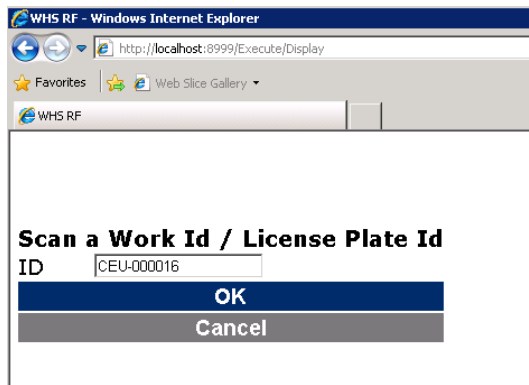 WHS RF - Windows Internet Explorer
http://localhost:8999/Execute/Display
Favorites Web Slice Gallery
WHS RF
Scan a Work Id / License Plate Id
ID CEU-000016
OK
Cancel